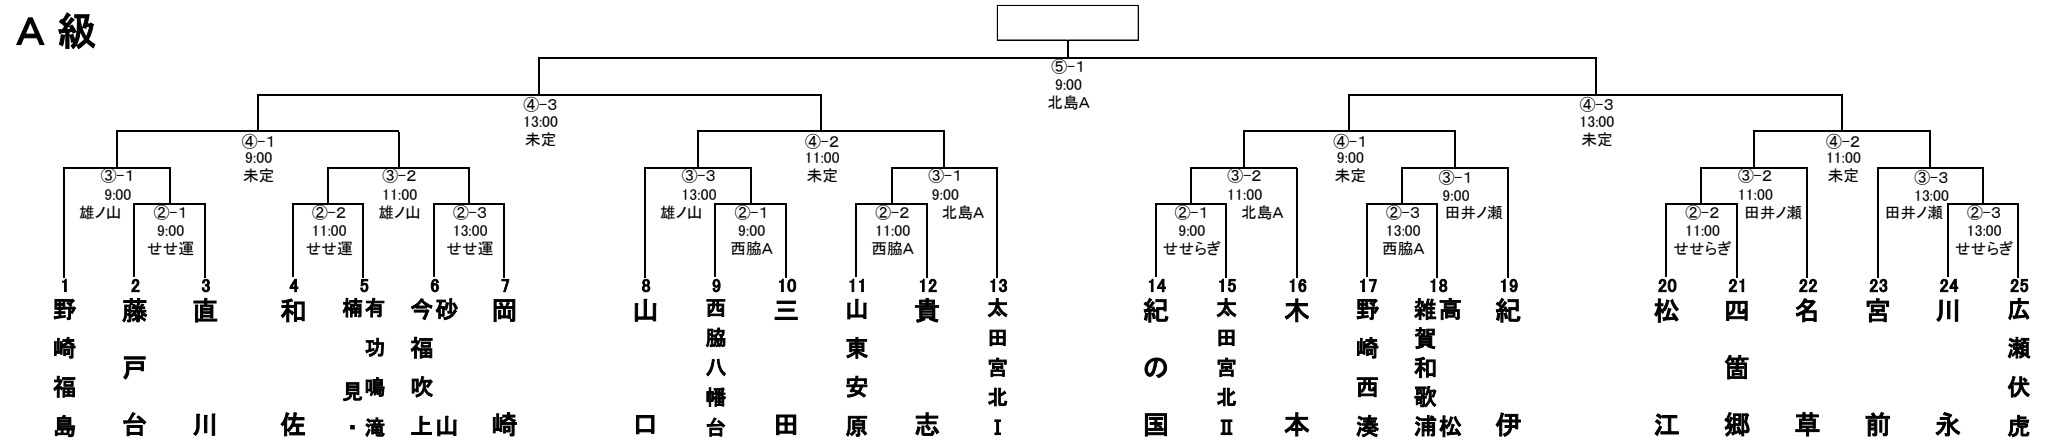 A 級
⑤-1
9:00
北島A
④-3
13:00
未定
④-3
13:00
未定
④-1
9:00
未定
④-2
11:00
未定
④-1
9:00
未定
④-2
11:00
未定
③-1
9:00
雄ノ山
③-2
11:00
雄ノ山
③-3
13:00
雄ノ山
③-1
9:00
北島A
③-2
11:00
北島A
③-1
9:00
田井ノ瀬
③-2
11:00
田井ノ瀬
③-3
13:00
田井ノ瀬
②-1
9:00
せせ運
②-2
11:00
せせ運
②-3
13:00
せせ運
②-1
9:00
西脇A
②-2
11:00
西脇A
②-1
9:00
せせらぎ
②-3
13:00
西脇A
②-2
11:00
せせらぎ
②-3
13:00
せせらぎ
1
野崎福島
2
藤戸台
3
直川
4
和佐
5
有功鳴滝・
楠見
6
砂山
今福吹上
7
岡崎
8
山口
9
西脇八幡台
10
三田
11
山東安原
12
貴志
13
太田宮北Ⅰ
14
紀の国
15
太田宮北Ⅱ
16
木本
17
野崎西湊
18
高松
雑賀和歌浦
19
紀伊
20
松江
21
四箇郷
22
名草
23
宮前
24
川永
25
広瀬伏虎